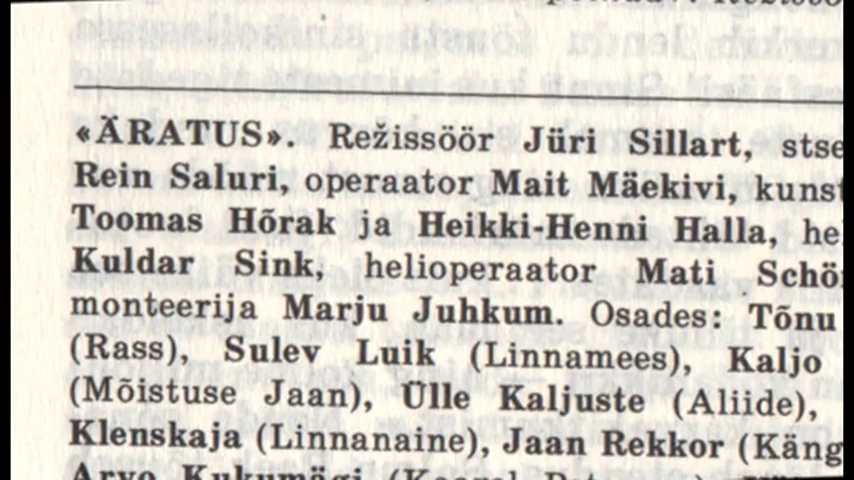 «ÄRATUS». Režissöör Jüri Sillart,
Rein Saluri, operaator Mait Mäekivi,
Toomas Hõrak ja Heikki-Henni Halla,
Kuldar Sink, helioperaator Mati
monteerija Marju Juhkum. Osades: Tõnu
(Rass), Sulev Luik (Linnamees), Kaljo
(Mõistuse Jaan), Ülle Kaljuste (Aliide),
Klenskaja (Linnanaine), Jaan Rekkor
Arvo Kukumägi